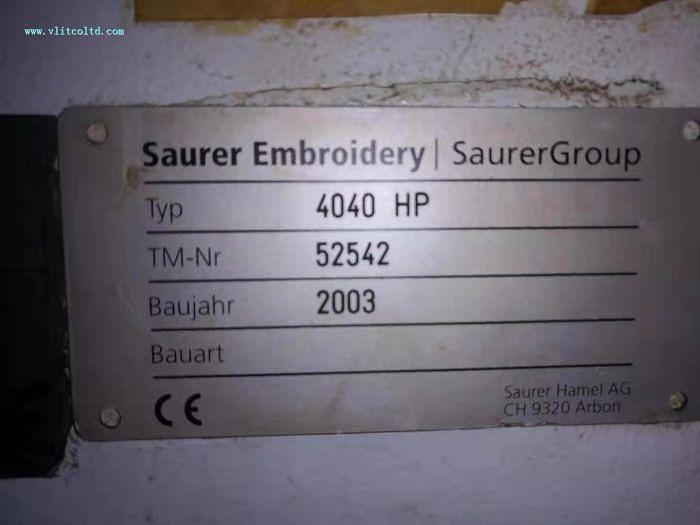 www.vlitcoltd.com
Saurer Embroidery | SaurerGroup
Typ 4040 HP
TM-Nr 52542
Baujahr 2003
Bauart
CE
Saurer Hamel AG
CH 9320 Arbon